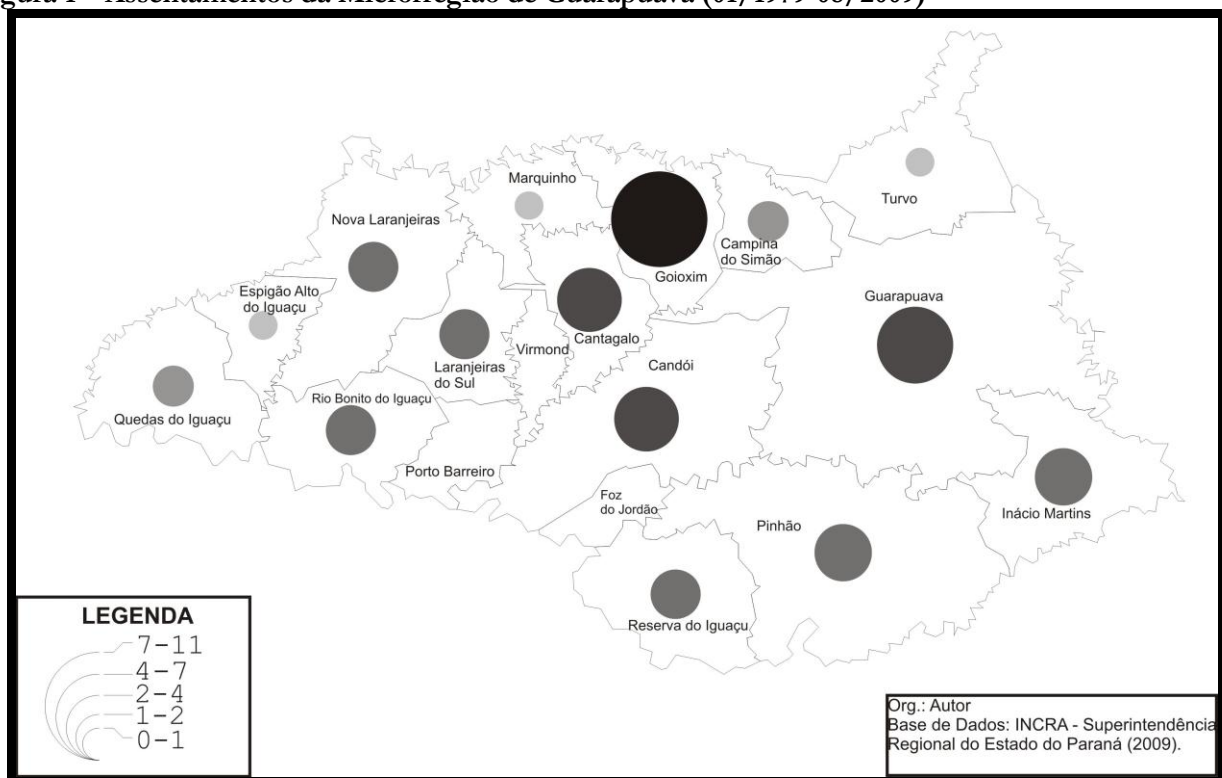 Figura 1 - Assentamentos da Microrregião de Guarapuava (01/1979-08/2009)
Turvo
Marquinho
Nova Laranjeiras
Campina
do Simão
Goioxim
Espigão Alto
do Iguaçu
Guarapuava
Cantagalo
Virmond
Laranjeiras
do Sul
Candói
Quedas do Iguaçu
Rio Bonito do Iguaçu
Porto Barreiro
Foz
do Jordão
Inácio Martins
Pinhão
Reserva do Iguaçu
LEGENDA
7-11
4-7
2-4
1-2
0-1
Org.: Autor
Base de Dados: INCRA - Superintendência
Regional do Estado do Paraná (2009).